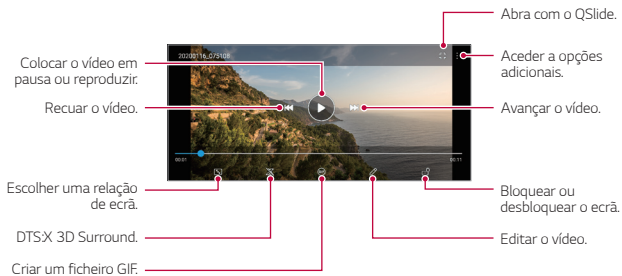 Abra com o QSlide.
Colocar o vídeo em
pausa ou reproduzir.
20200116_075108
Aceder a opções
adicionais.
Recuar o vídeo.
Avançar o vídeo.
00:01
00:11
Escolher uma relação
de ecrã.
Bloquear ou
desbloquear o ecrã.
DTS:X 3D Surround.
Editar o vídeo.
Criar um ficheiro GIF.